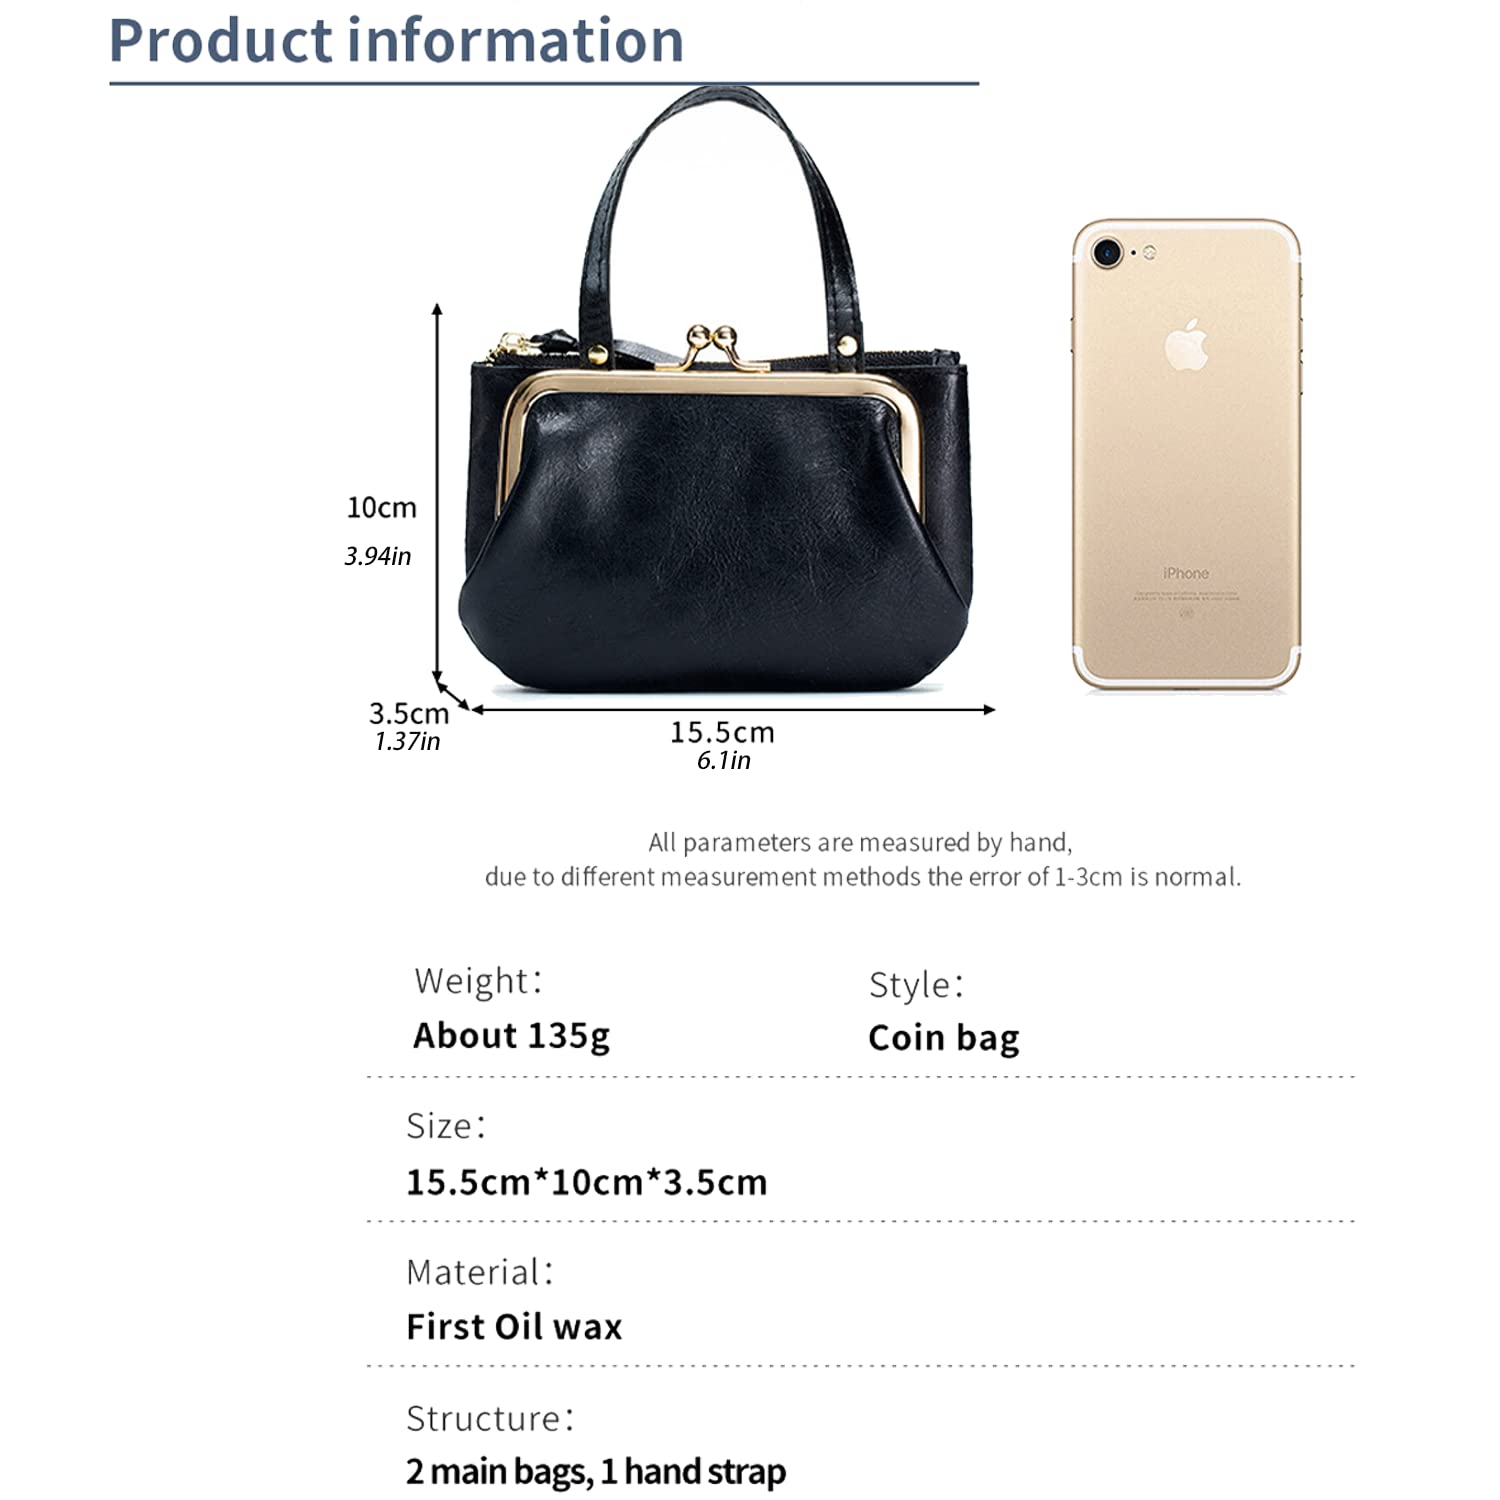 Product information
10cm
3.94in
3.5cm
1.37in
15.5cm
6.1in
iPhone
All parameters are measured by hand,
due to different measurement methods the error of 1-3cm is normal.
Weight:
About 135g
Style:
Coin bag
Size:
15.5cm*10cm*3.5cm
Material:
First Oil wax
Structure:
2 main bags, 1 hand strap